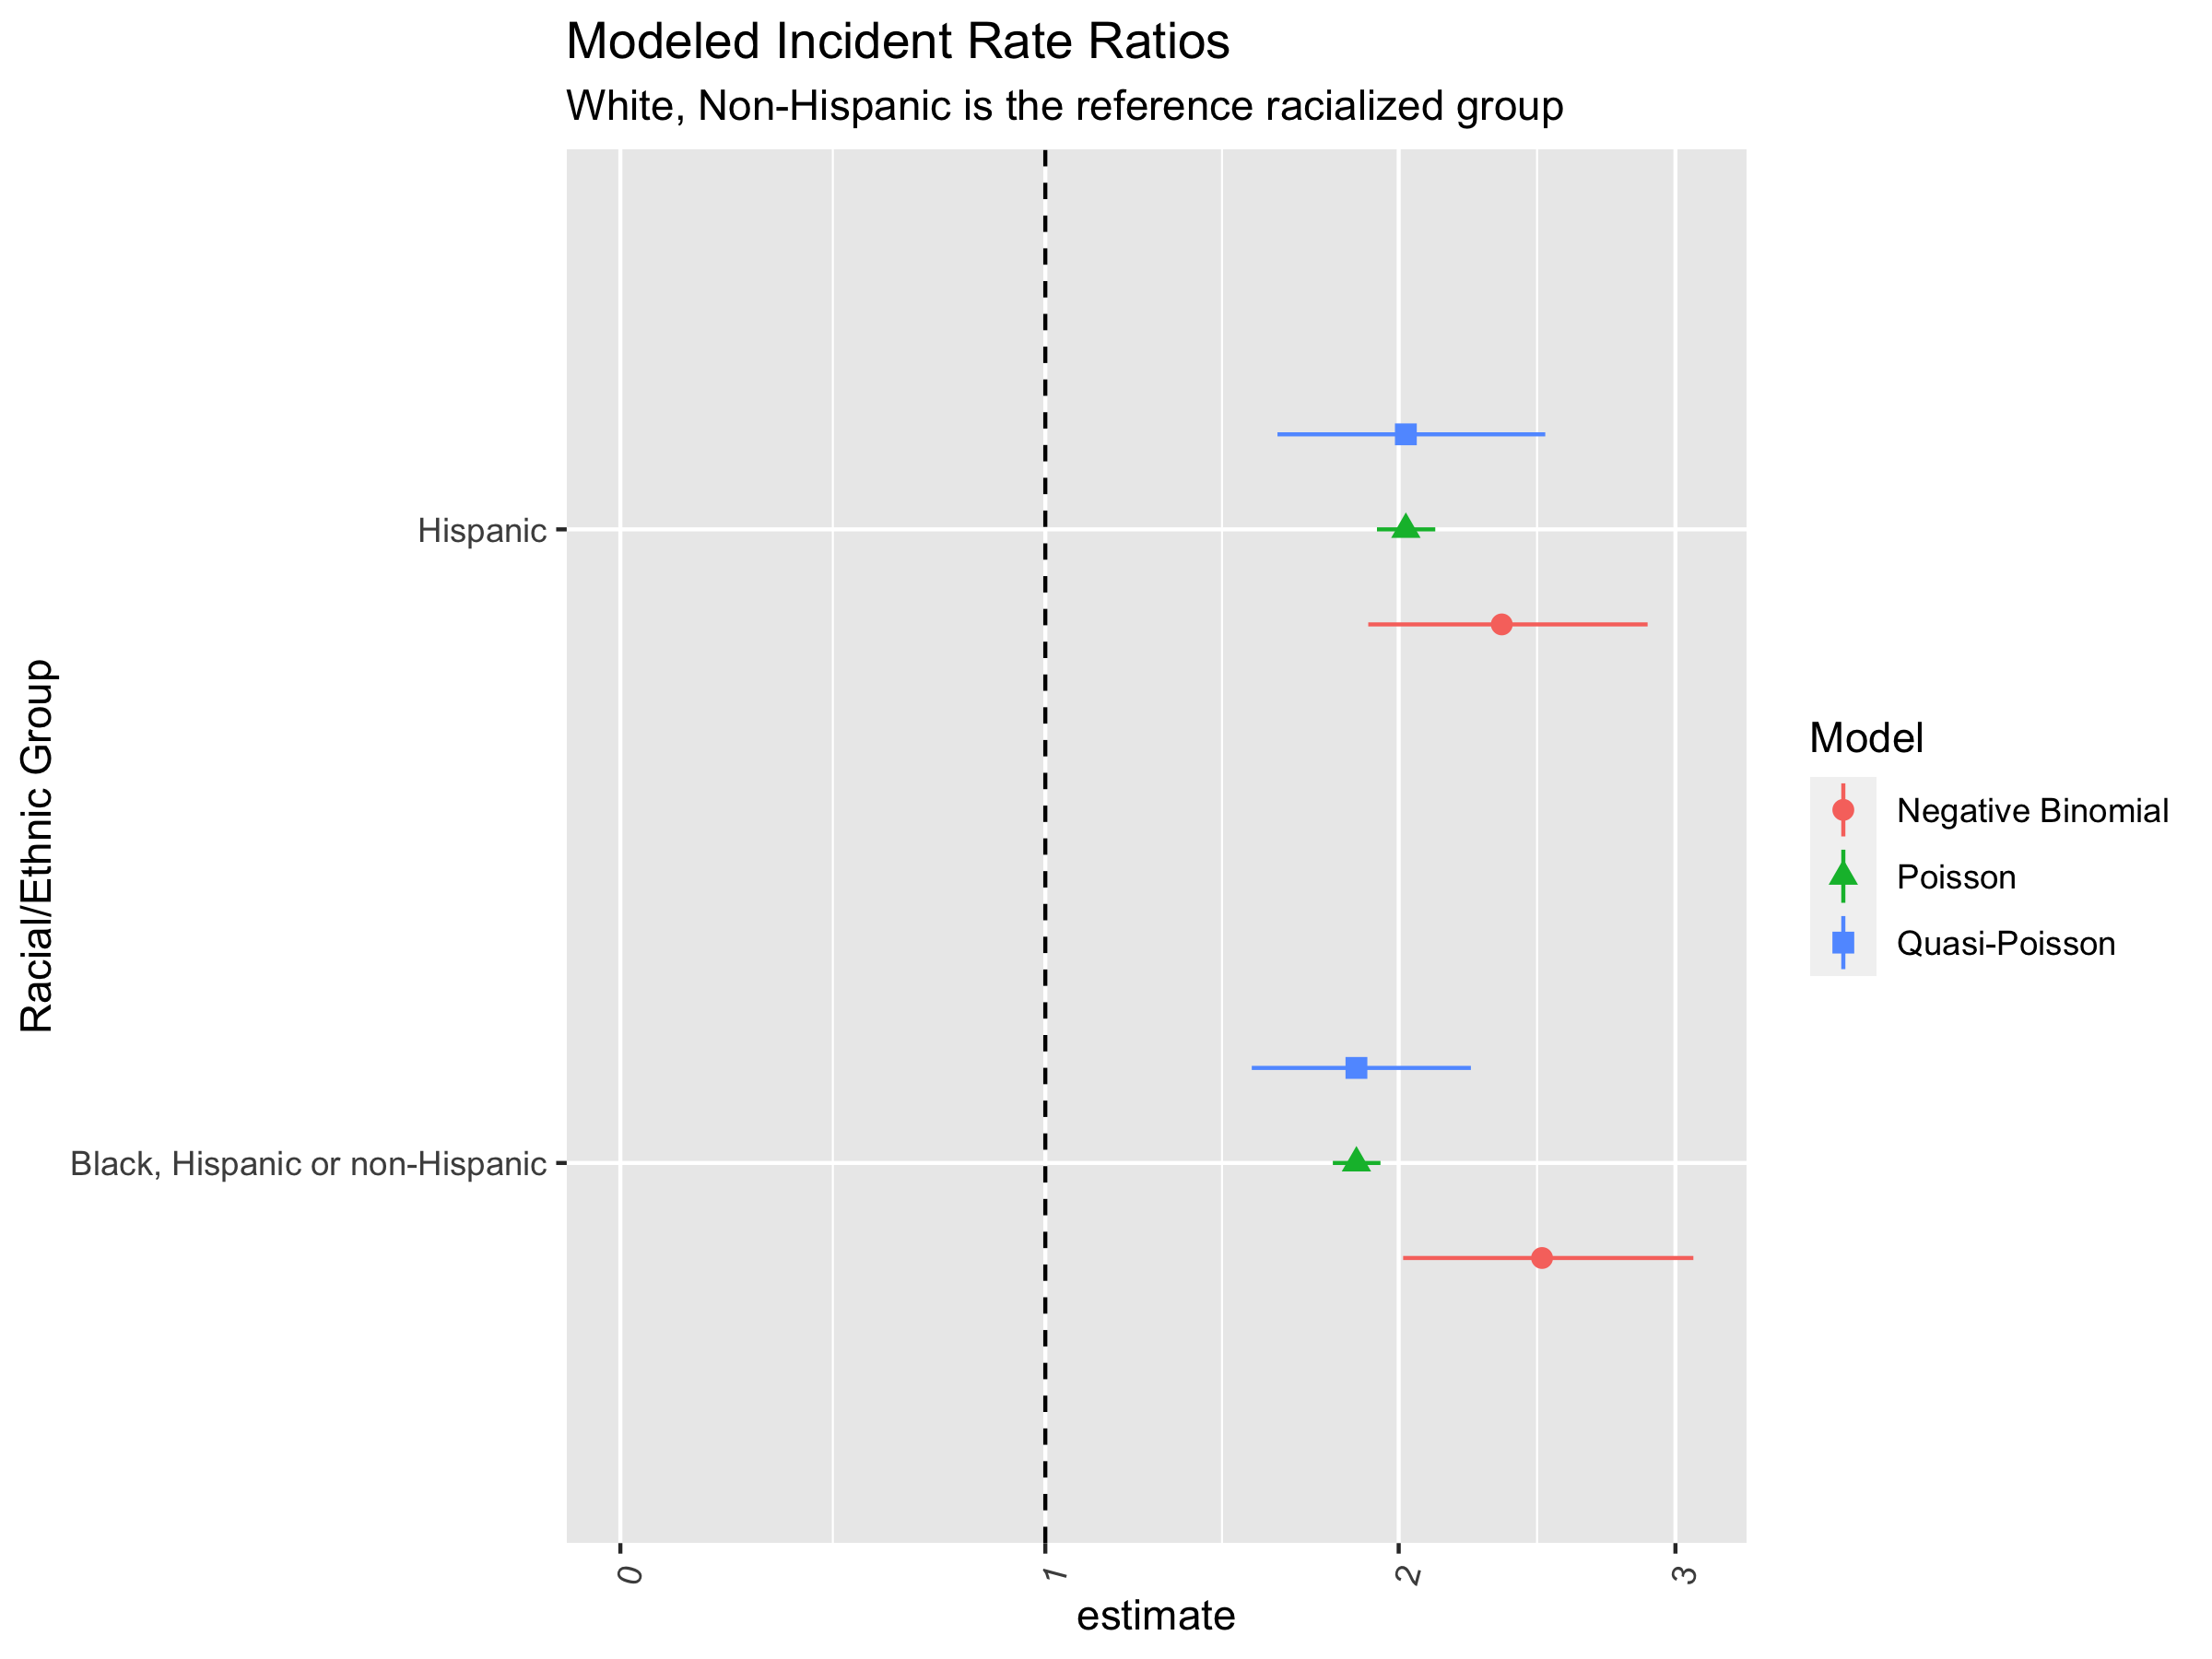 Modeled Incident Rate Ratios
White, Non-Hispanic is the reference racialized group
Racial/Ethnic Group
Hispanic
Black, Hispanic or non-Hispanic
0
1
2
3
estimate
Model
Negative Binomial
Poisson
Quasi-Poisson